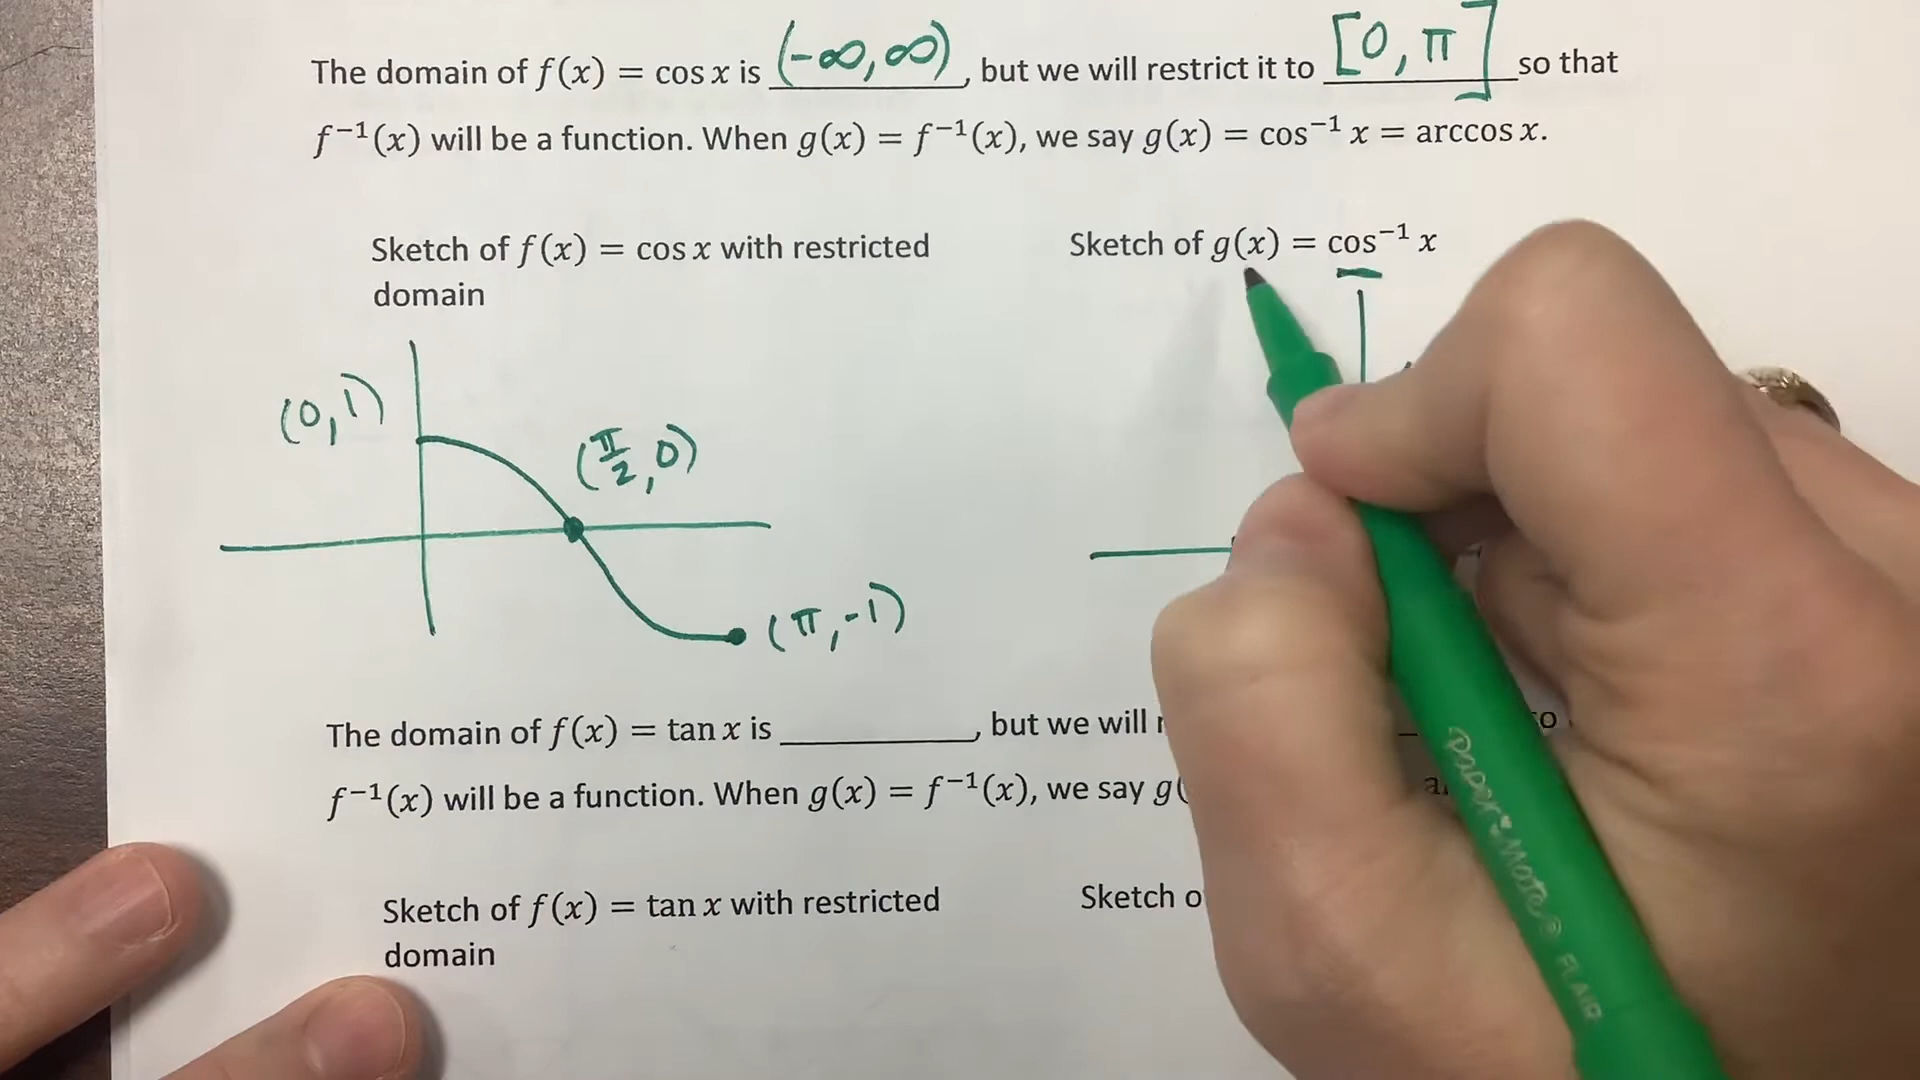 The domain of f(x) = cos x is (-∞,∞), but we will restrict it to [0, π] so that
f⁻¹(x) will be a function. When g(x) = f⁻¹(x), we say g(x) = cos⁻¹ x = arccos x.
Sketch of f(x) = cos x with restricted
domain
Sketch of g(x) = cos⁻¹ x
(0,1)
(π/2,0)
(π,-1)
The domain of f(x) = tan x is __________, but we will
f⁻¹(x) will be a function. When g(x) = f⁻¹(x), we say g(
Sketch of f(x) = tan x with restricted
domain
Sketch o
Paper Mate® FLAIR